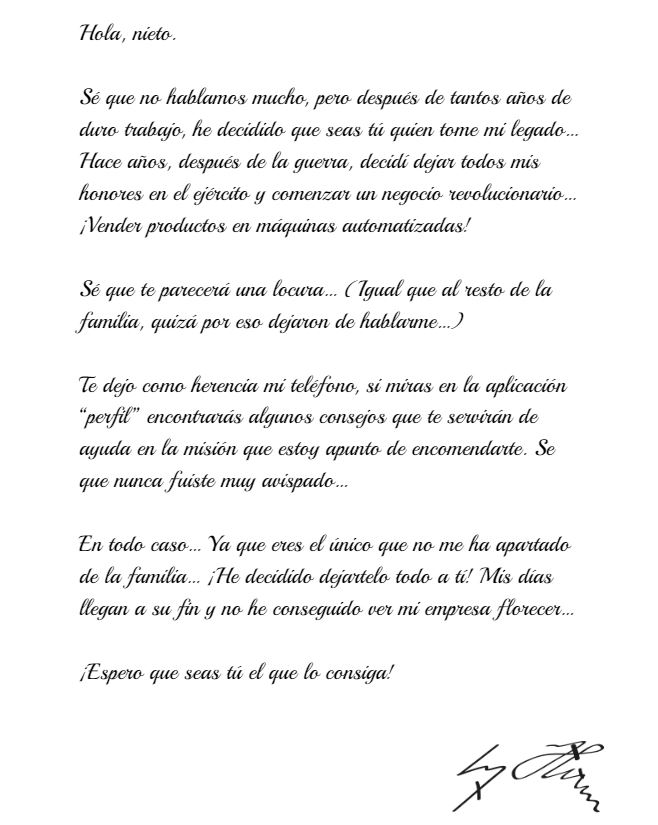 Hola, nieto.
Sé que no hablamos mucho, pero después de tantos años de
duro trabajo, he decidido que seas tú quien tome mi legado...
Hace años, después de la guerra, decidí dejar todos mis
honores en el ejército y comenzar un negocio revolucionario...
¡Vender productos en máquinas automatizadas!
Sé que te parecerá una locura... (Igual que al resto de la
familia, quizá por eso dejaron de hablarme...)
Te dejo como herencia mi teléfono, si miras en la aplicación
“perfil” encontrarás algunos consejos que te servirán de
ayuda en la misión que estoy apunto de encomendarte. Se
que nunca fuiste muy avispado...
En todo caso... Ya que eres el único que no me ha apartado
de la familia... ¡He decidido dejartelo todo a tí! Mis días
llegan a su fin y no he conseguido ver mi empresa florecer...
¡Espero que seas tú el que lo consiga!